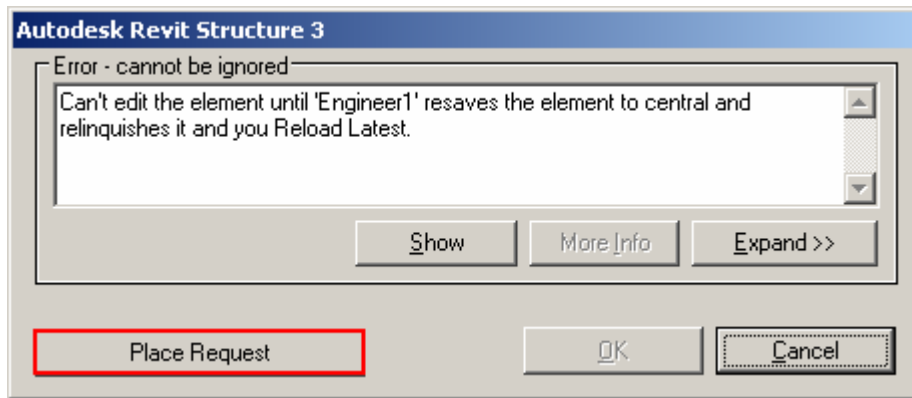 Autodesk Revit Structure 3
Error - cannot be ignored
Can't edit the element until 'Engineer1' resaves the element to central and
relinquishes it and you Reload Latest.
Show More Info Expand >>
Place Request OK Cancel